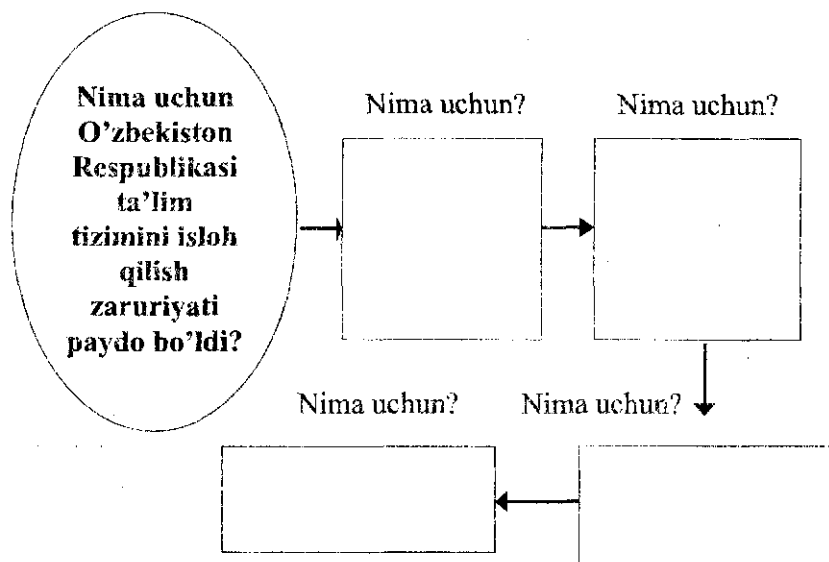 Nima uchun
O’zbekiston
Respublikasi
ta’lim
tizimini isloh
qilish
zaruriyati
paydo bo’ldi?
Nima uchun?
Nima uchun?
Nima uchun?
Nima uchun?